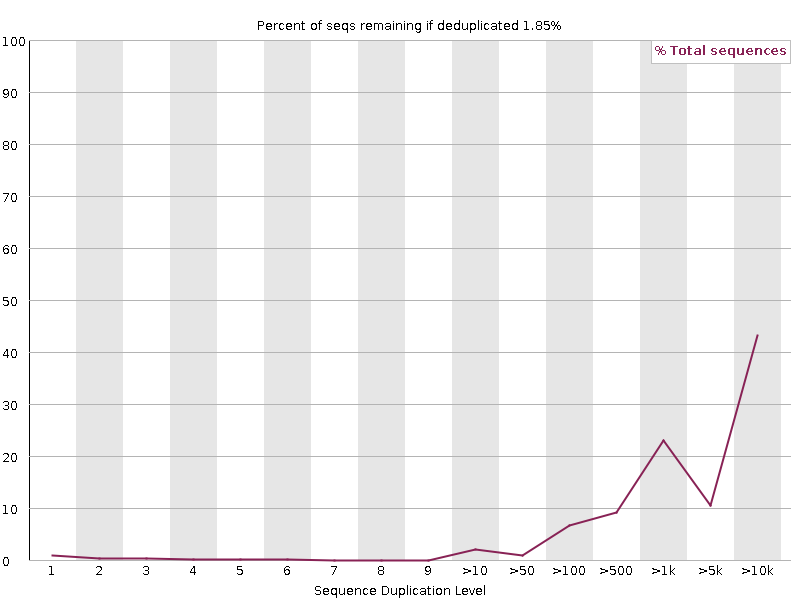 Percent of seqs remaining if deduplicated 1.85%
% Total sequences
100
90
80
70
60
50
40
30
20
10
0
1 2 3 4 5 6 7 8 9 >10 >50 >100 >500 >1k >5k >10k
Sequence Duplication Level